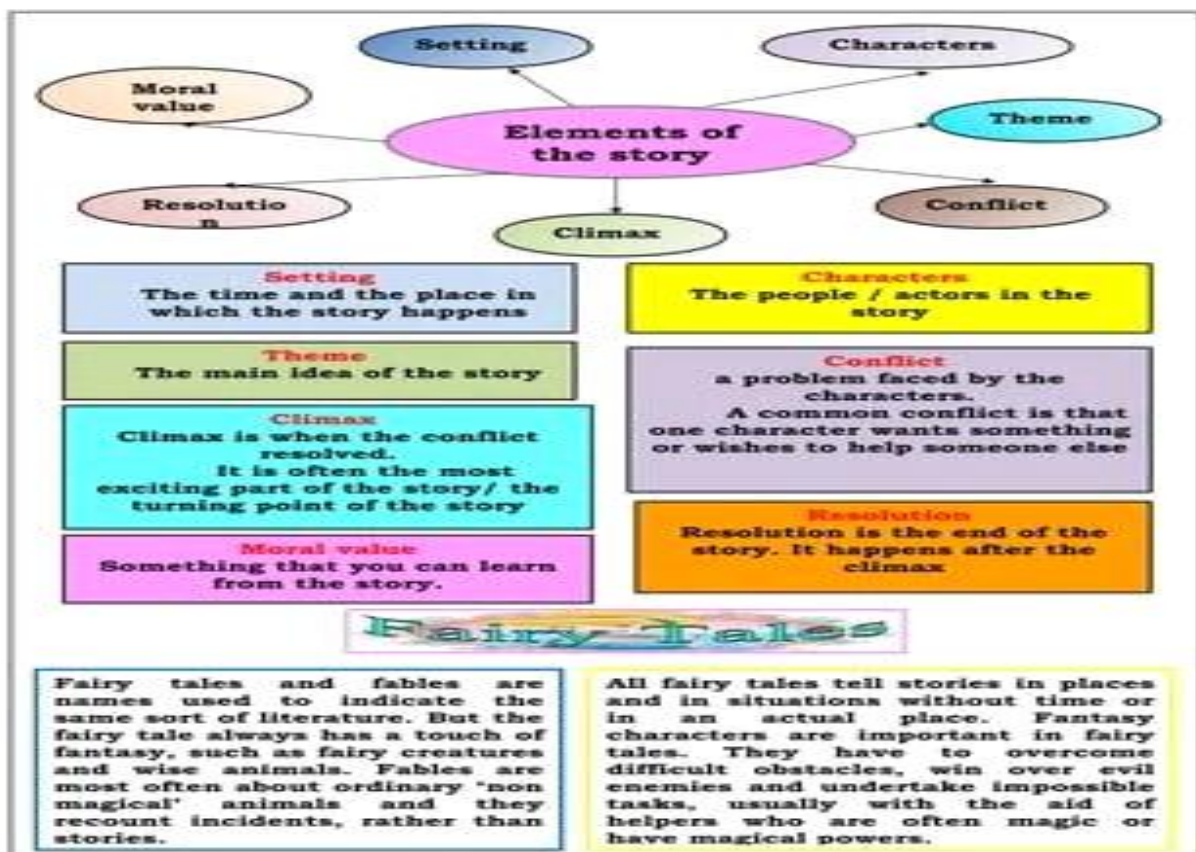 Setting
Characters
Moral
value
Elements of
the story
Theme
Resolutio
n
Climax
Conflict
Setting
The time and the place in
which the story happens
Characters
The people / actors in the
story
Theme
The main idea of the story
Conflict
a problem faced by the
characters.
A common conflict is that
one character wants something
or wishes to help someone else
Climax
Climax is when the conflict
resolved.
It is often the most
exciting part of the story/ the
turning point of the story
Resolution
Resolution is the end of the
story. It happens after the
climax
Moral value
Something that you can learn
from the story.
Fairy Tales
Fairy tales and fables are
names used to indicate the
same sort of literature. But the
fairy tale always has a touch of
fantasy, such as fairy creatures
and wise animals. Fables are
most often about ordinary 'non
magical' animals and they
recount incidents, rather than
stories.
All fairy tales tell stories in places
and in situations without time or
in an actual place. Fantasy
characters are important in fairy
tales. They have to overcome
difficult obstacles, win over evil
enemies and undertake impossible
tasks, usually with the aid of
helpers who are often magic or
have magical powers.